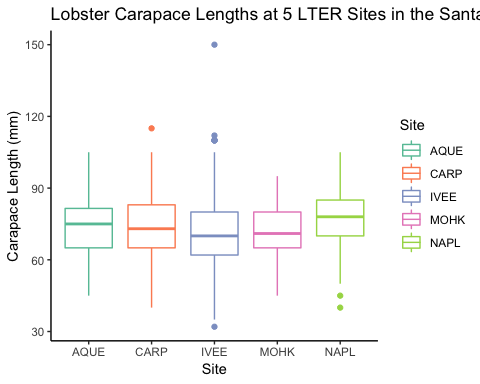 Lobster Carapace Lengths at 5 LTER Sites in the Santa
150
120
90
60
30
Carapace Length (mm)
AQUE CARP IVEE MOHK NAPL
Site
Site
AQUE
CARP
IVEE
MOHK
NAPL